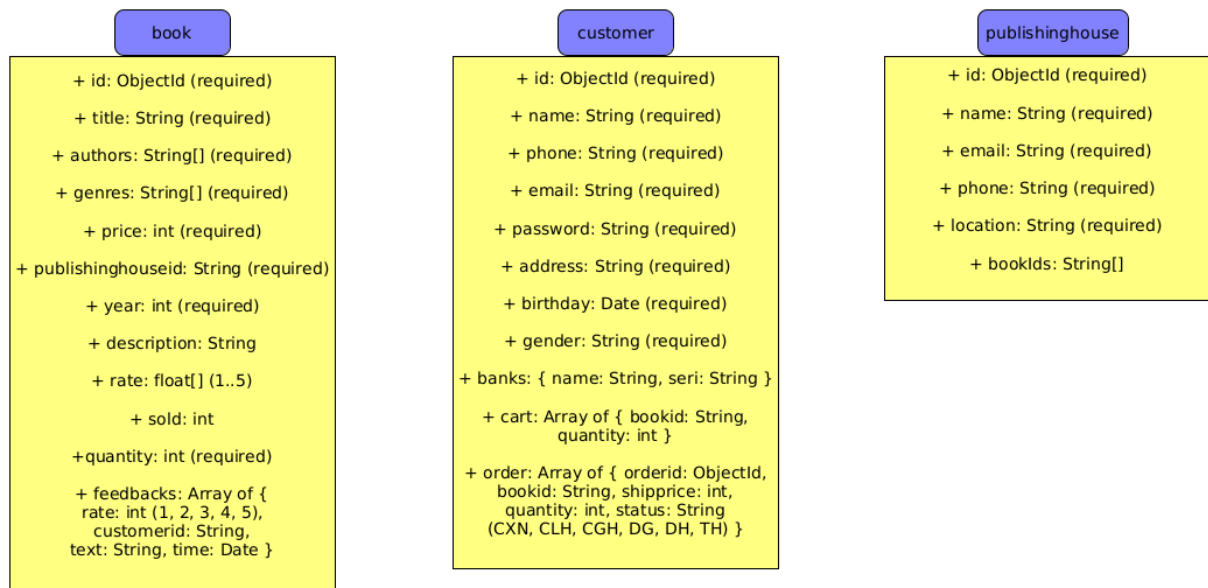 book
+ id: ObjectId (required)
+ title: String (required)
+ authors: String[] (required)
+ genres: String[] (required)
+ price: int (required)
+ publishinghouseid: String (required)
+ year: int (required)
+ description: String
+ rate: float[] (1..5)
+ sold: int
+quantity: int (required)
+ feedbacks: Array of {
rate: int (1, 2, 3, 4, 5),
customerid: String,
text: String, time: Date }
customer
+ id: ObjectId (required)
+ name: String (required)
+ phone: String (required)
+ email: String (required)
+ password: String (required)
+ address: String (required)
+ birthday: Date (required)
+ gender: String (required)
+ banks: { name: String, seri: String }
+ cart: Array of { bookid: String,
quantity: int }
+ order: Array of { orderid: ObjectId,
bookid: String, shipprice: int,
quantity: int, status: String
(CXN, CLH, CGH, DG, DH, TH) }
publishinghouse
+ id: ObjectId (required)
+ name: String (required)
+ email: String (required)
+ phone: String (required)
+ location: String (required)
+ bookIds: String[]